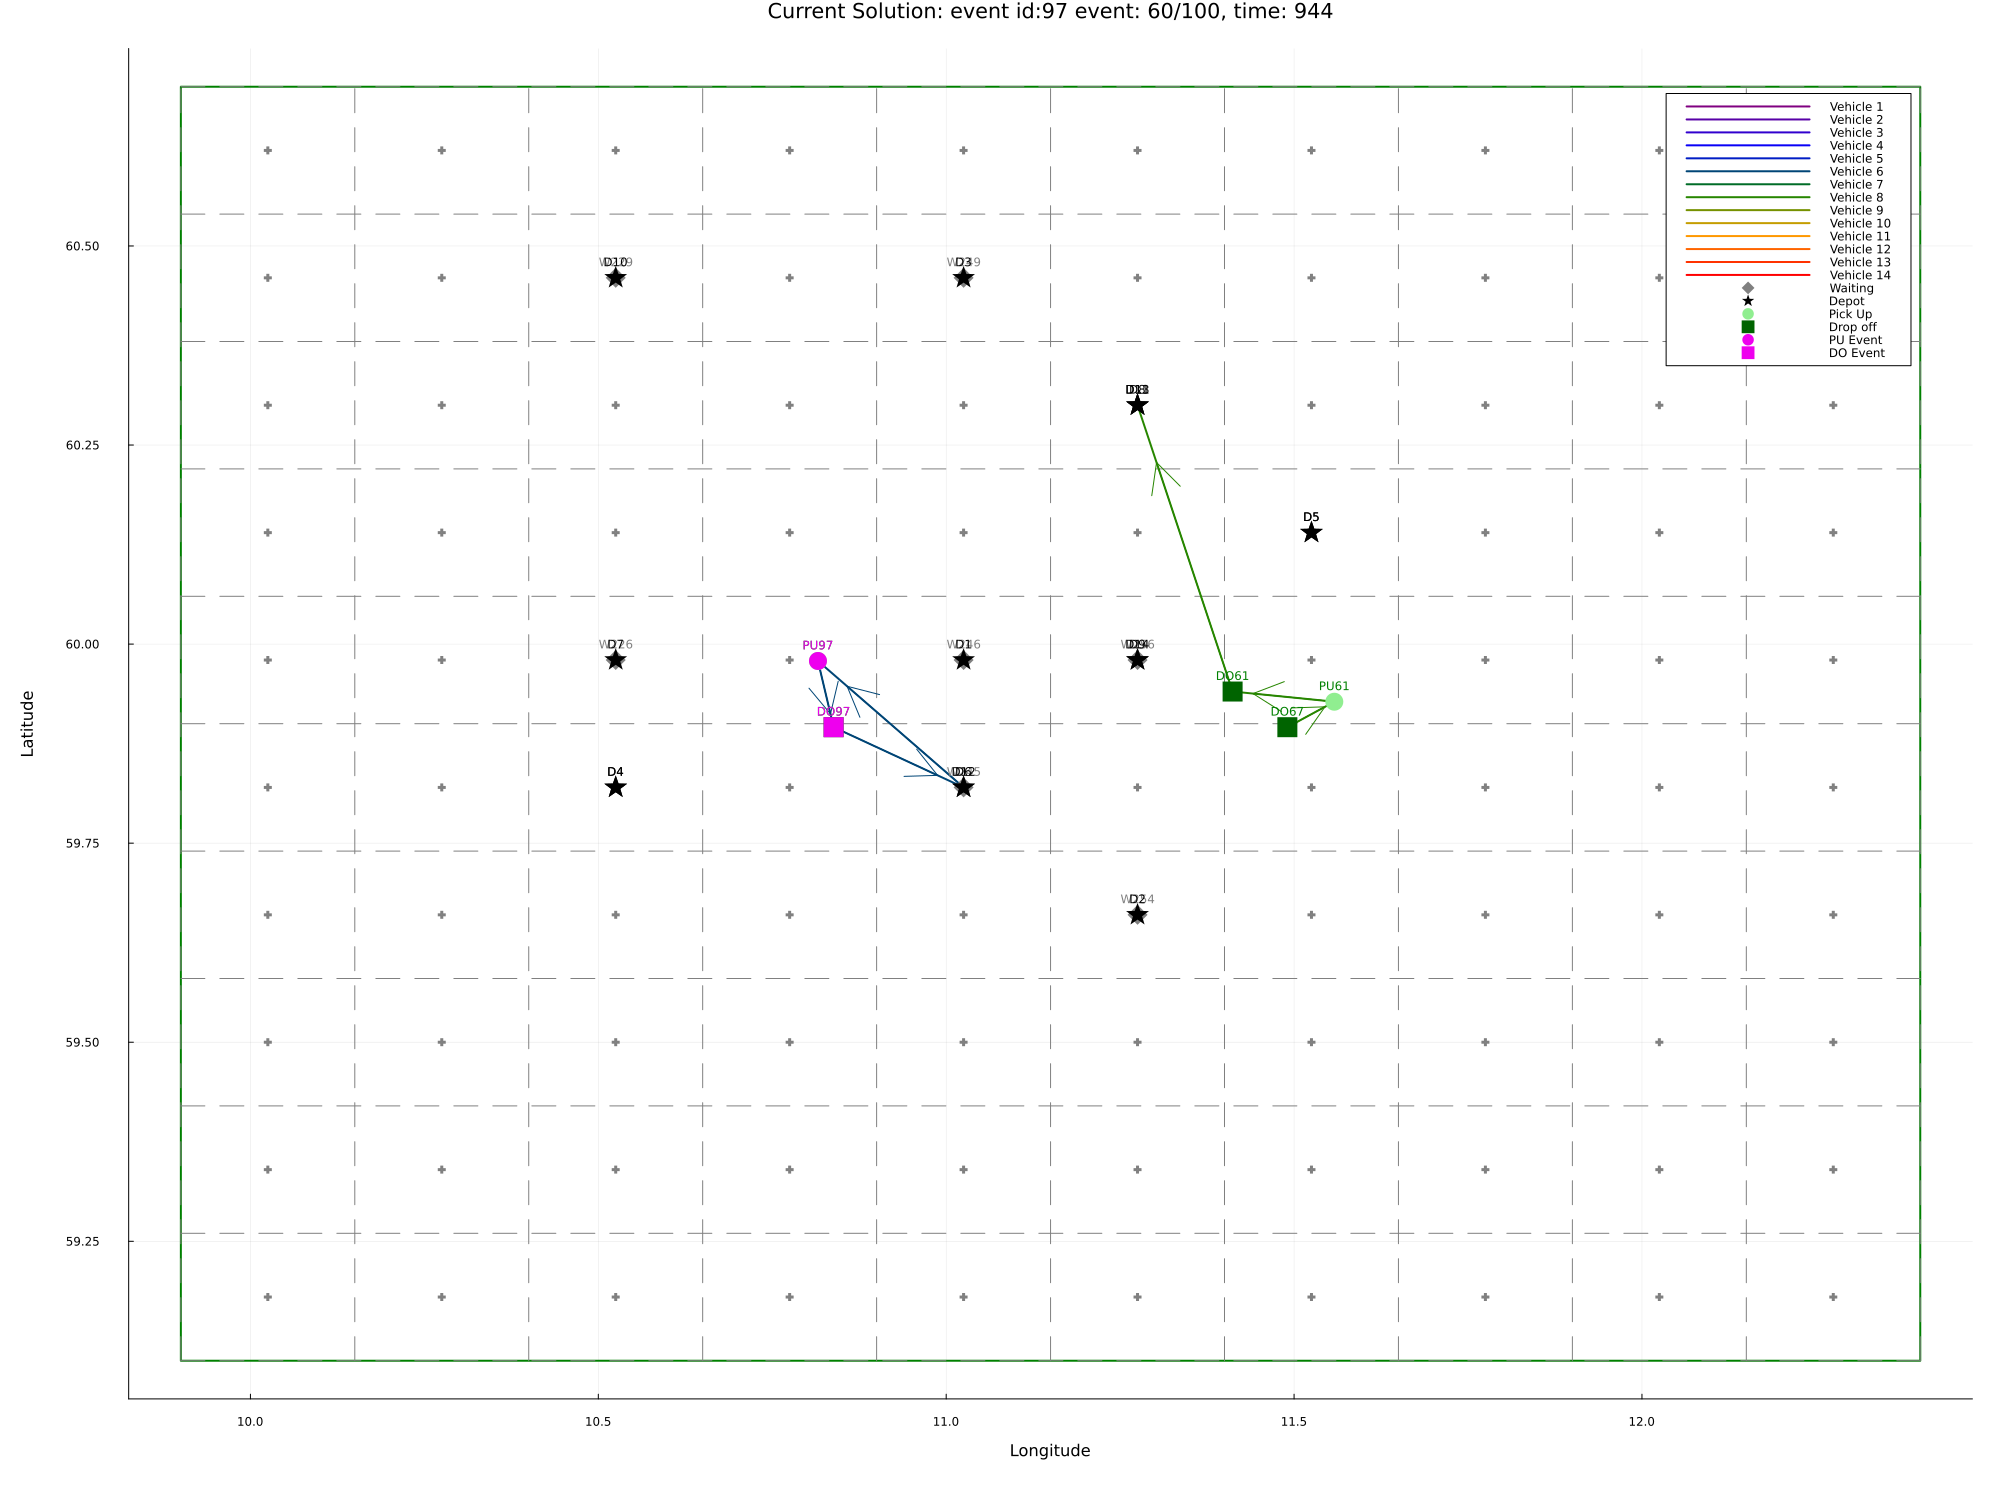 Current Solution: event id:97 event: 60/100, time: 944
Vehicle 1
Vehicle 2
Vehicle 3
Vehicle 4
Vehicle 5
Vehicle 6
Vehicle 7
Vehicle 8
Vehicle 9
Vehicle 10
Vehicle 11
Vehicle 12
Vehicle 13
Vehicle 14
Waiting
Depot
Pick Up
Drop off
PU Event
DO Event
60.50
60.25
60.00
59.75
59.50
59.25
Latitude
D10
D3
D5
D7
PU97
D1
DO61
PU61
DO97
DO67
D4
D12
D2
10.0
10.5
11.0
11.5
12.0
Longitude